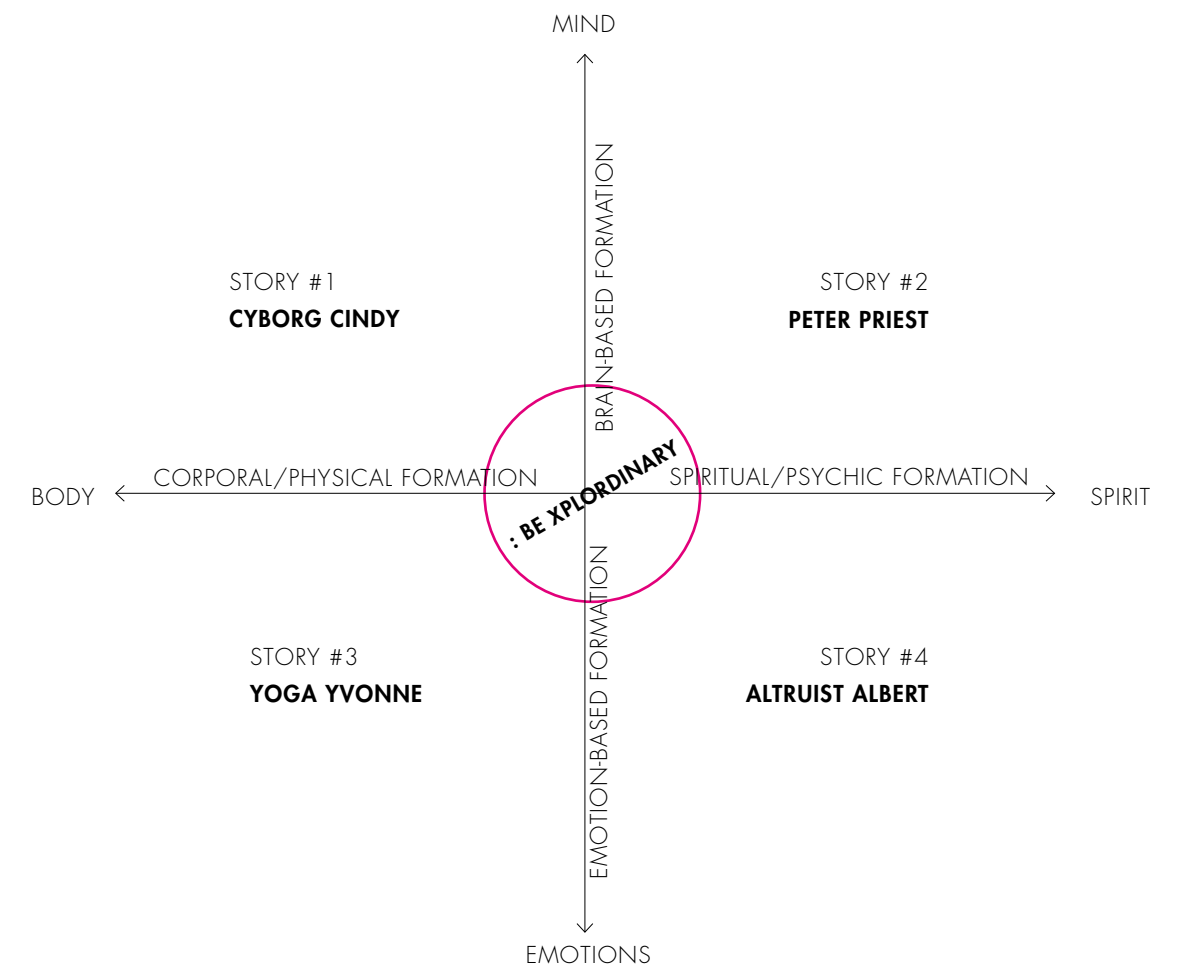 MIND
BRAIN-BASED FORMATION
STORY #1
CYBORG CINDY
STORY #2
PETER PRIEST
: BE XPLORDINARY
CORPORAL/PHYSICAL FORMATION
SPIRITUAL/PSYCHIC FORMATION
BODY
SPIRIT
EMOTION-BASED FORMATION
STORY #3
YOGA YVONNE
STORY #4
ALTRUIST ALBERT
EMOTIONS